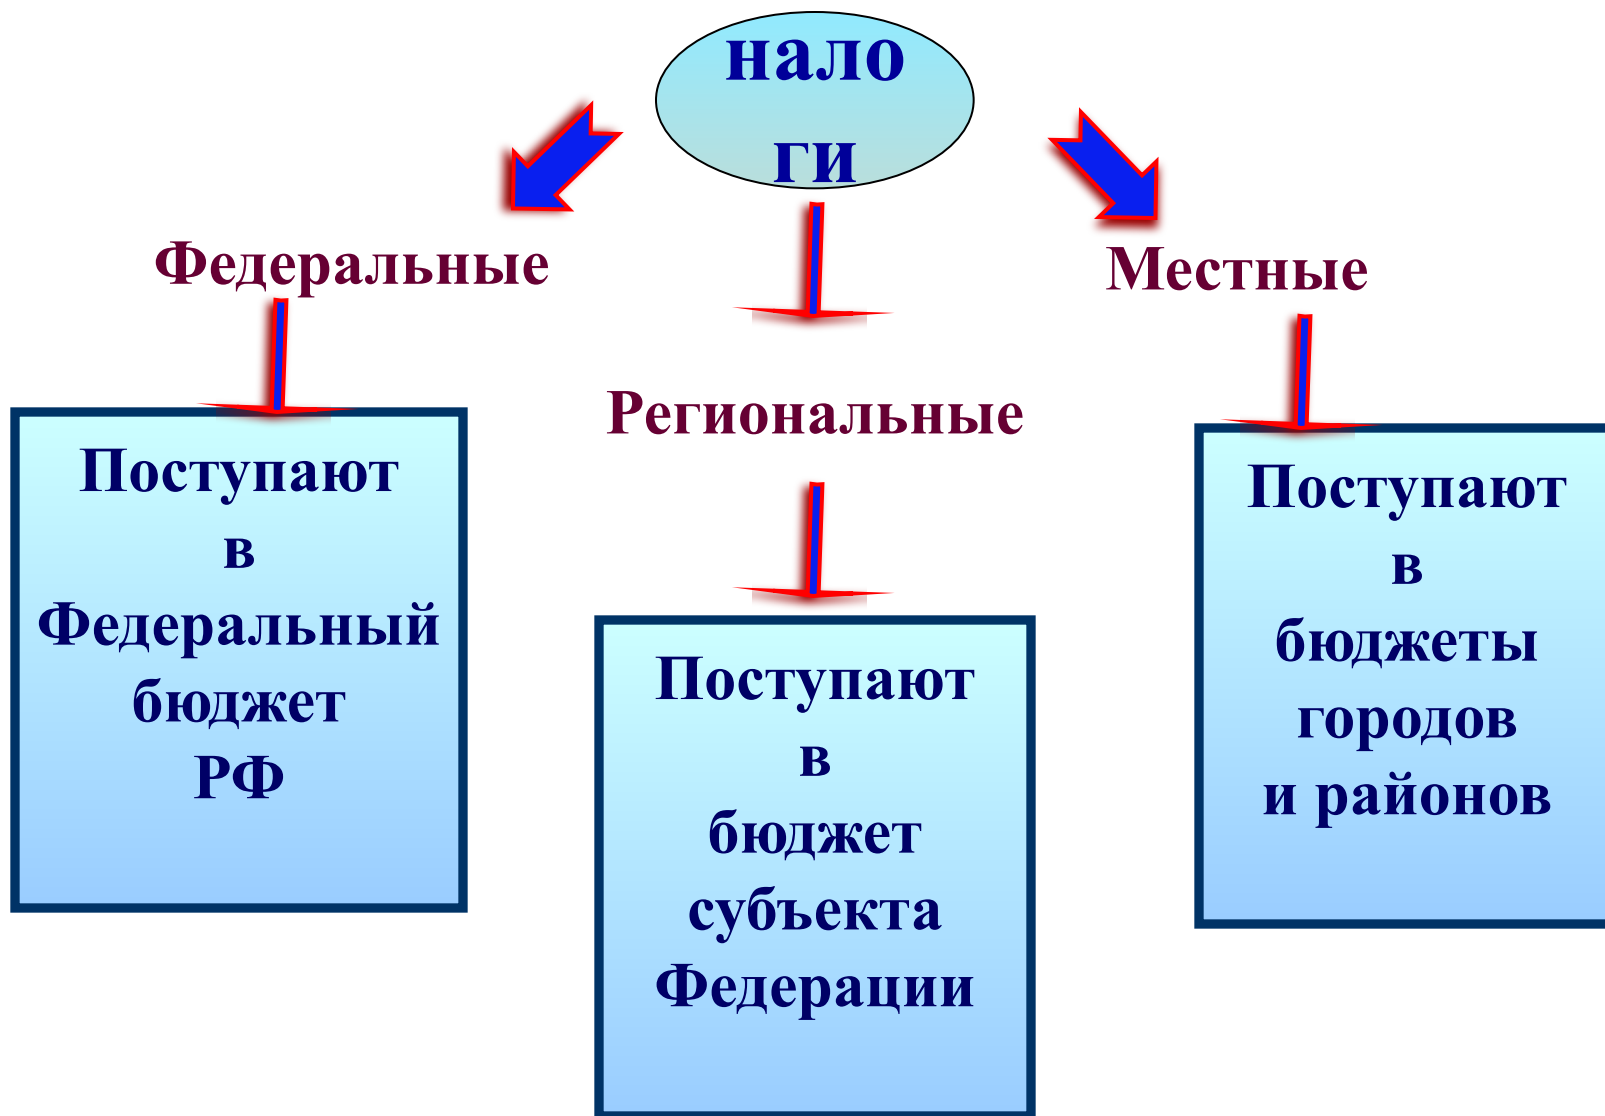 нало
ги
Федеральные
Местные
Региональные
Поступают
в
Федеральный
бюджет
РФ
Поступают
в
бюджет
субъекта
Федерации
Поступают
в
бюджеты
городов
и районов